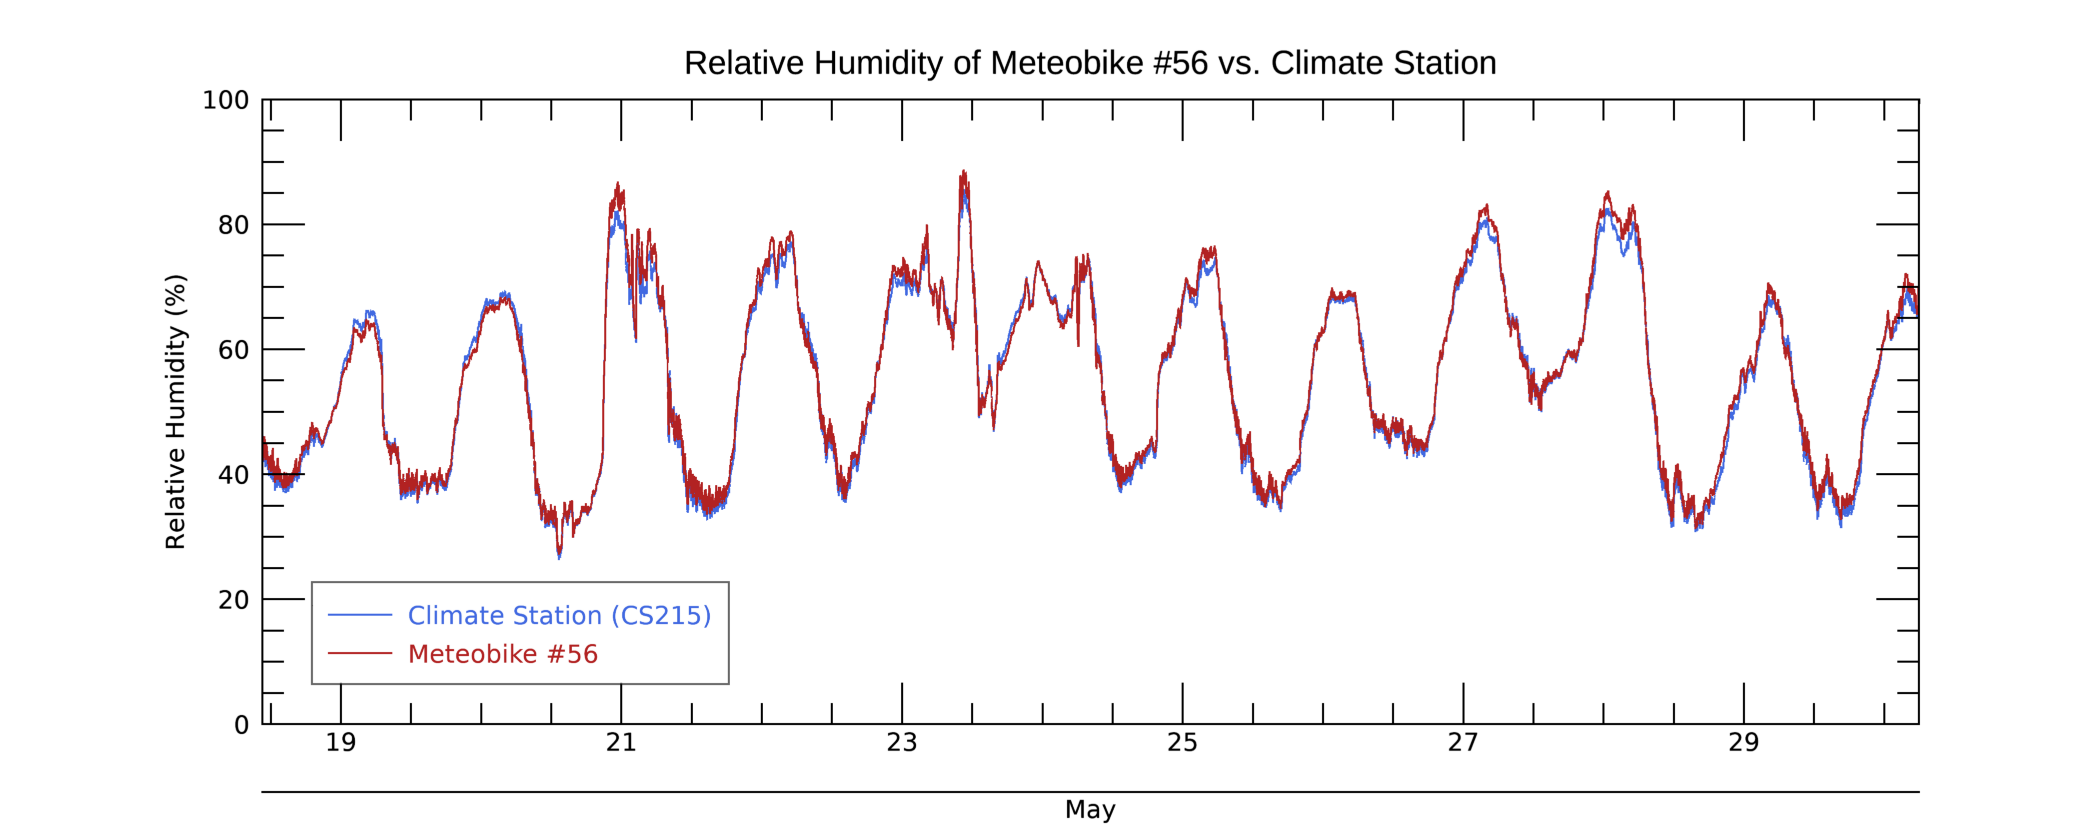 Relative Humidity of Meteobike #56 vs. Climate Station
Relative Humidity (%)
100
80
60
40
20
0
Climate Station (CS215)
Meteobike #56
19 21 23 25 27 29
May